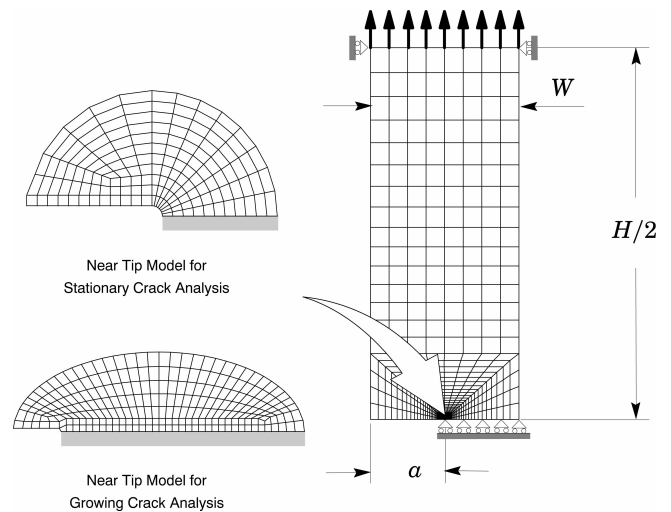 W
H/2
Near Tip Model for
Stationary Crack Analysis
Near Tip Model for
Growing Crack Analysis
a